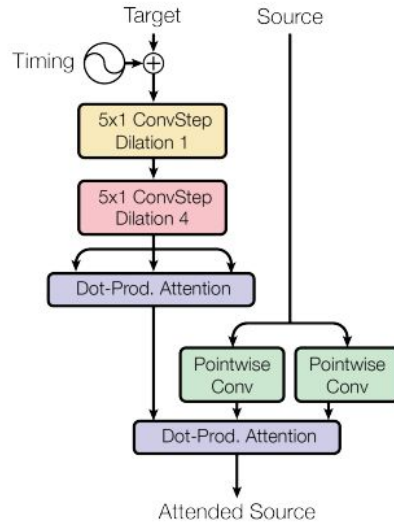 Target
Source
Timing
5x1 ConvStep
Dilation 1
5x1 ConvStep
Dilation 4
Dot-Prod. Attention
Pointwise
Conv
Pointwise
Conv
Dot-Prod. Attention
Attended Source